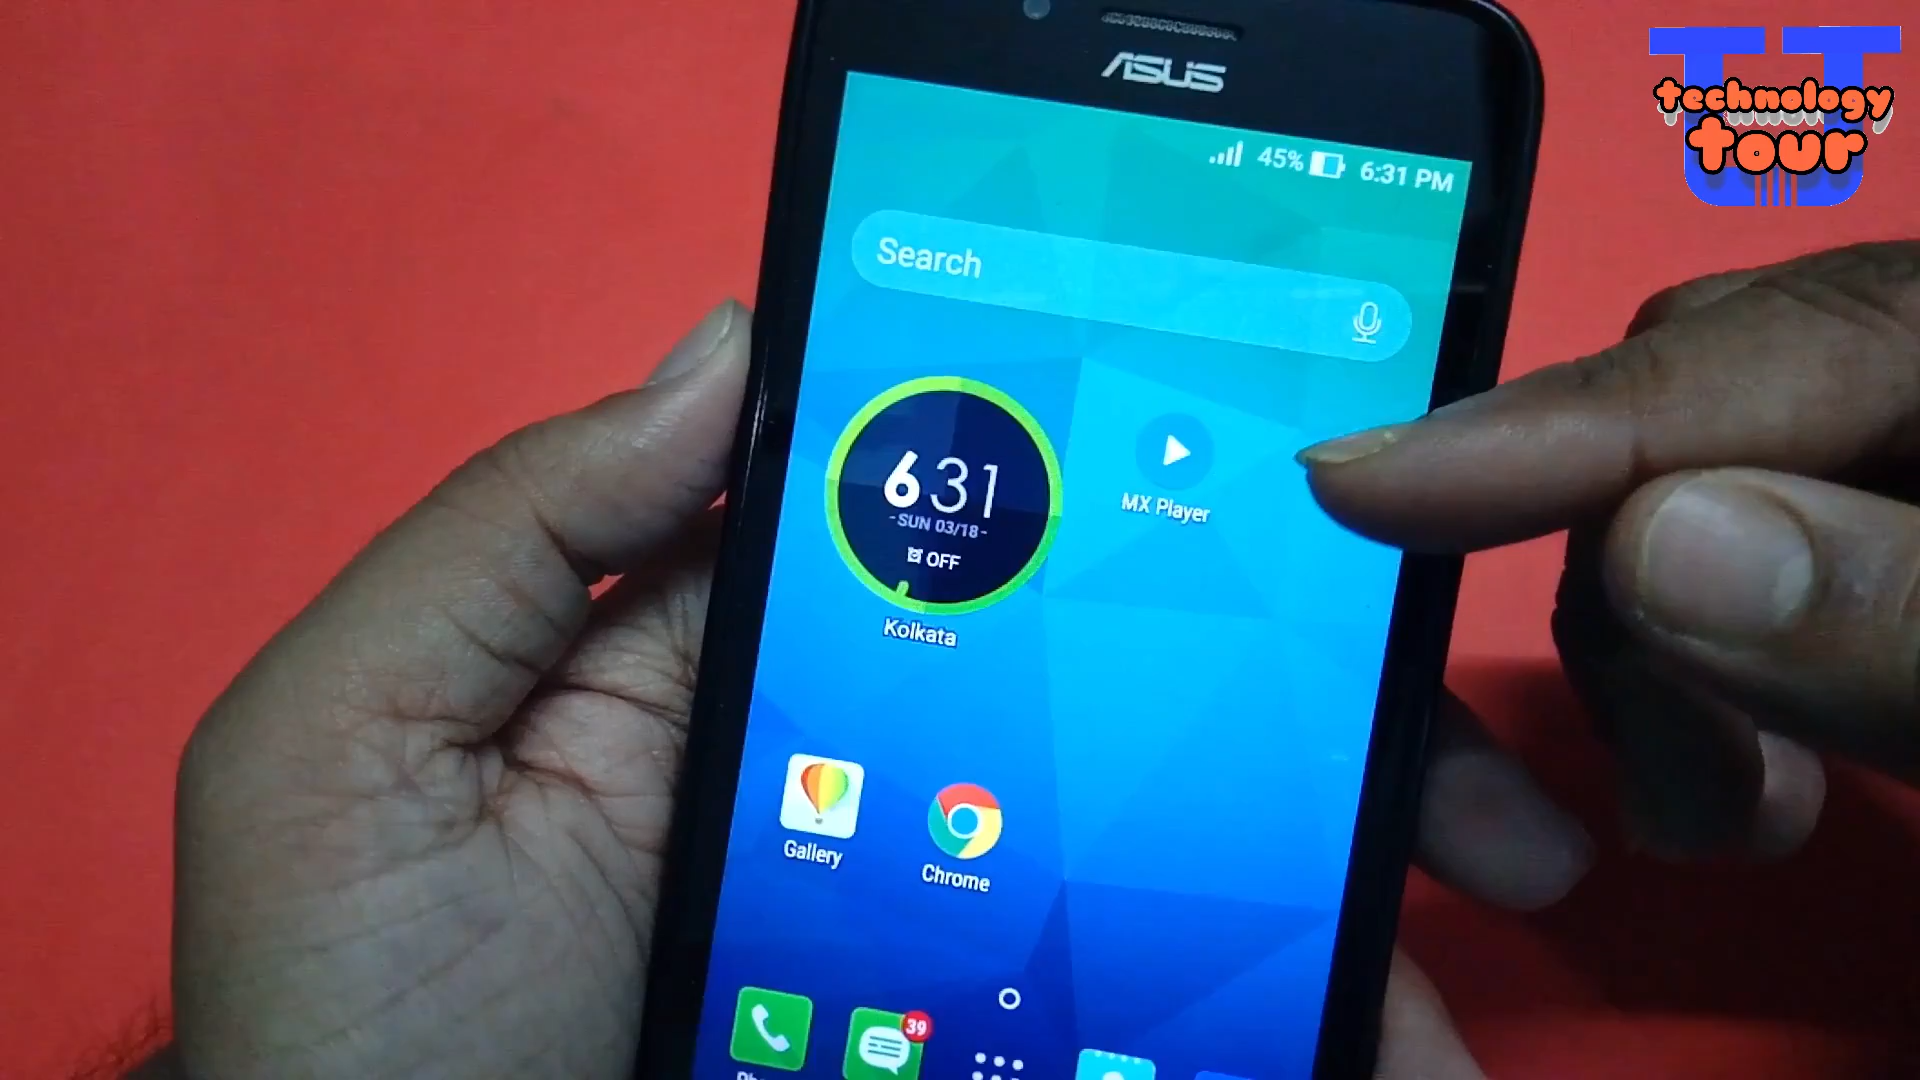 ASUS
technology
tour
45% 6:31 PM
Search
631
-SUN 03/18-
OFF
Kolkata
MX Player
Gallery
Chrome
39